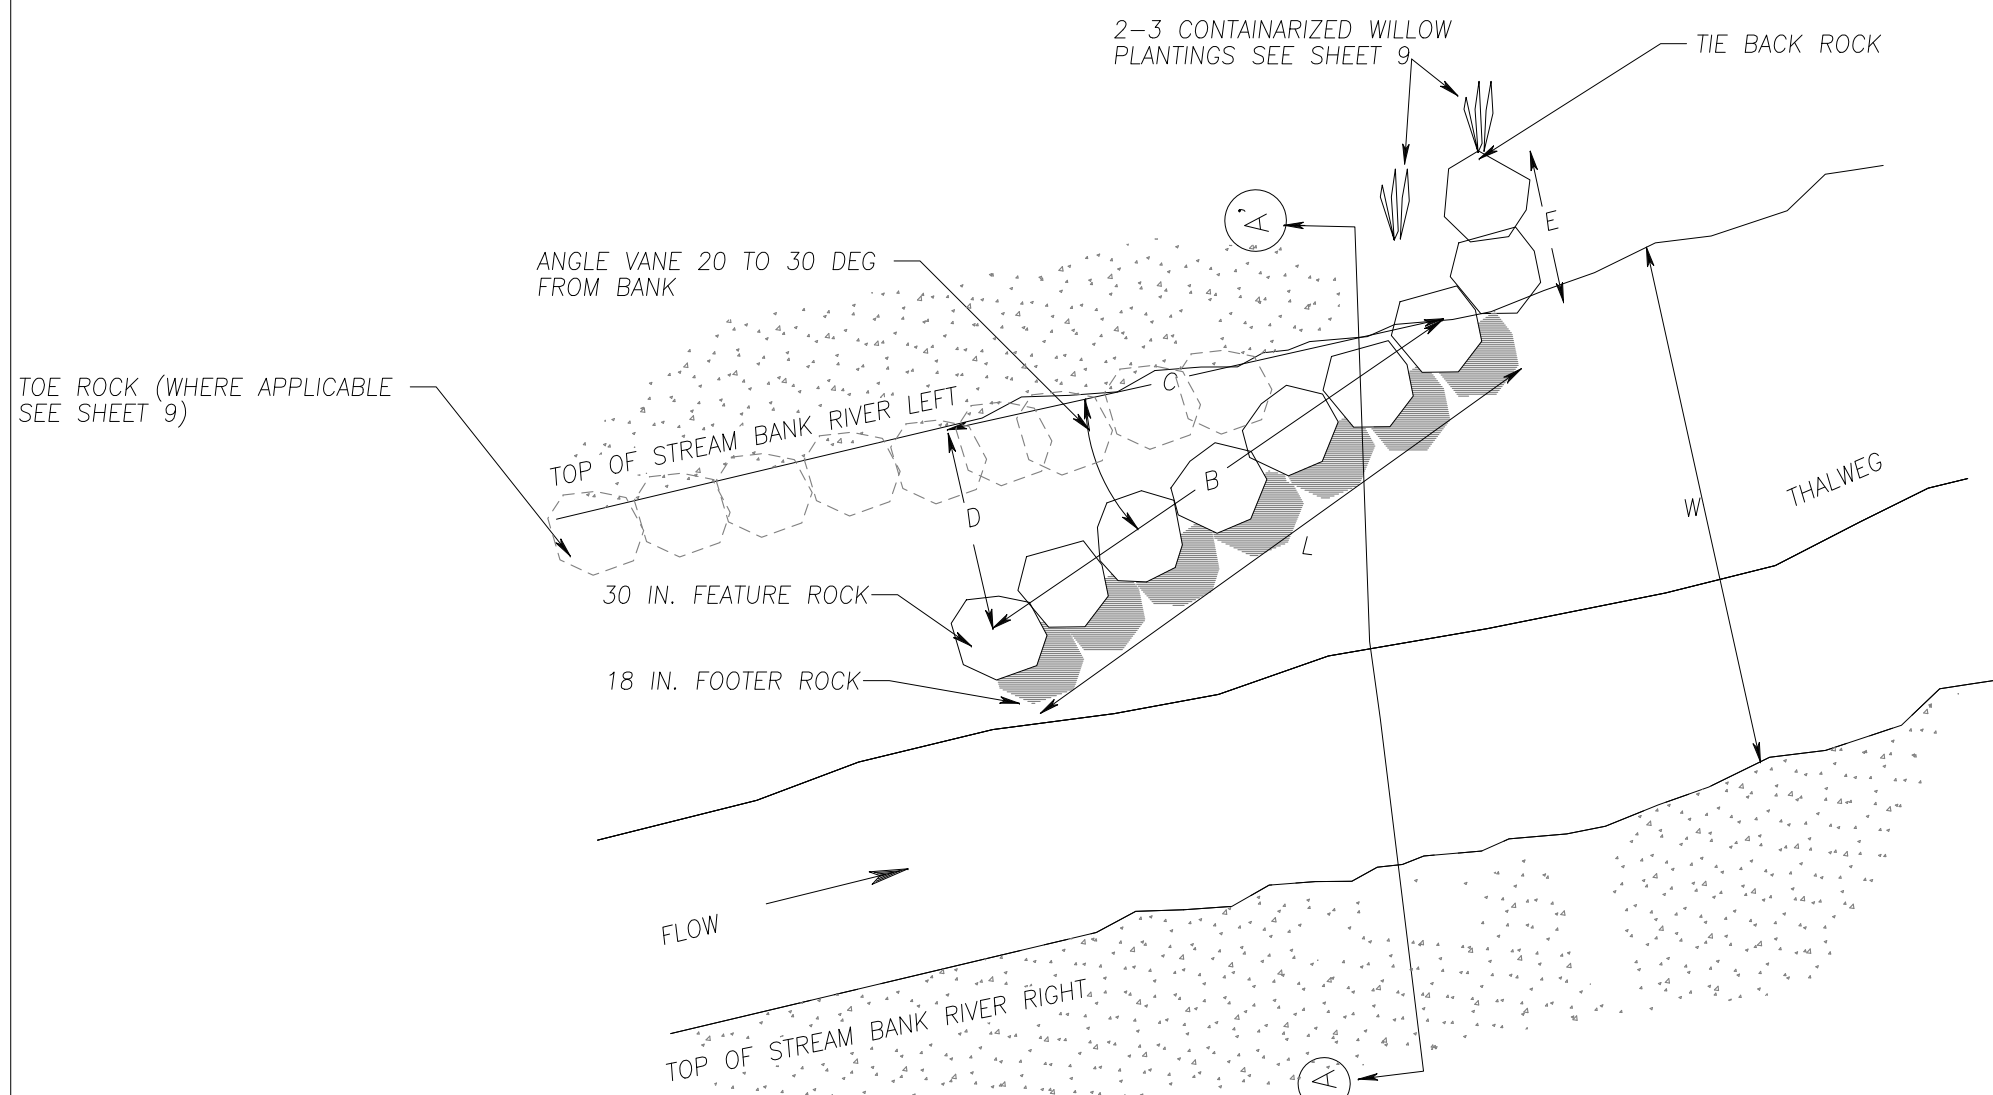 2-3 CONTAINARIZED WILLOW
PLANTINGS SEE SHEET 9
TIE BACK ROCK
A'
E
ANGLE VANE 20 TO 30 DEG
FROM BANK
TOE ROCK (WHERE APPLICABLE
SEE SHEET 9)
TOP OF STREAM BANK RIVER LEFT
C
B
D
L
W
THALWEG
30 IN. FEATURE ROCK
18 IN. FOOTER ROCK
FLOW
TOP OF STREAM BANK RIVER RIGHT
A